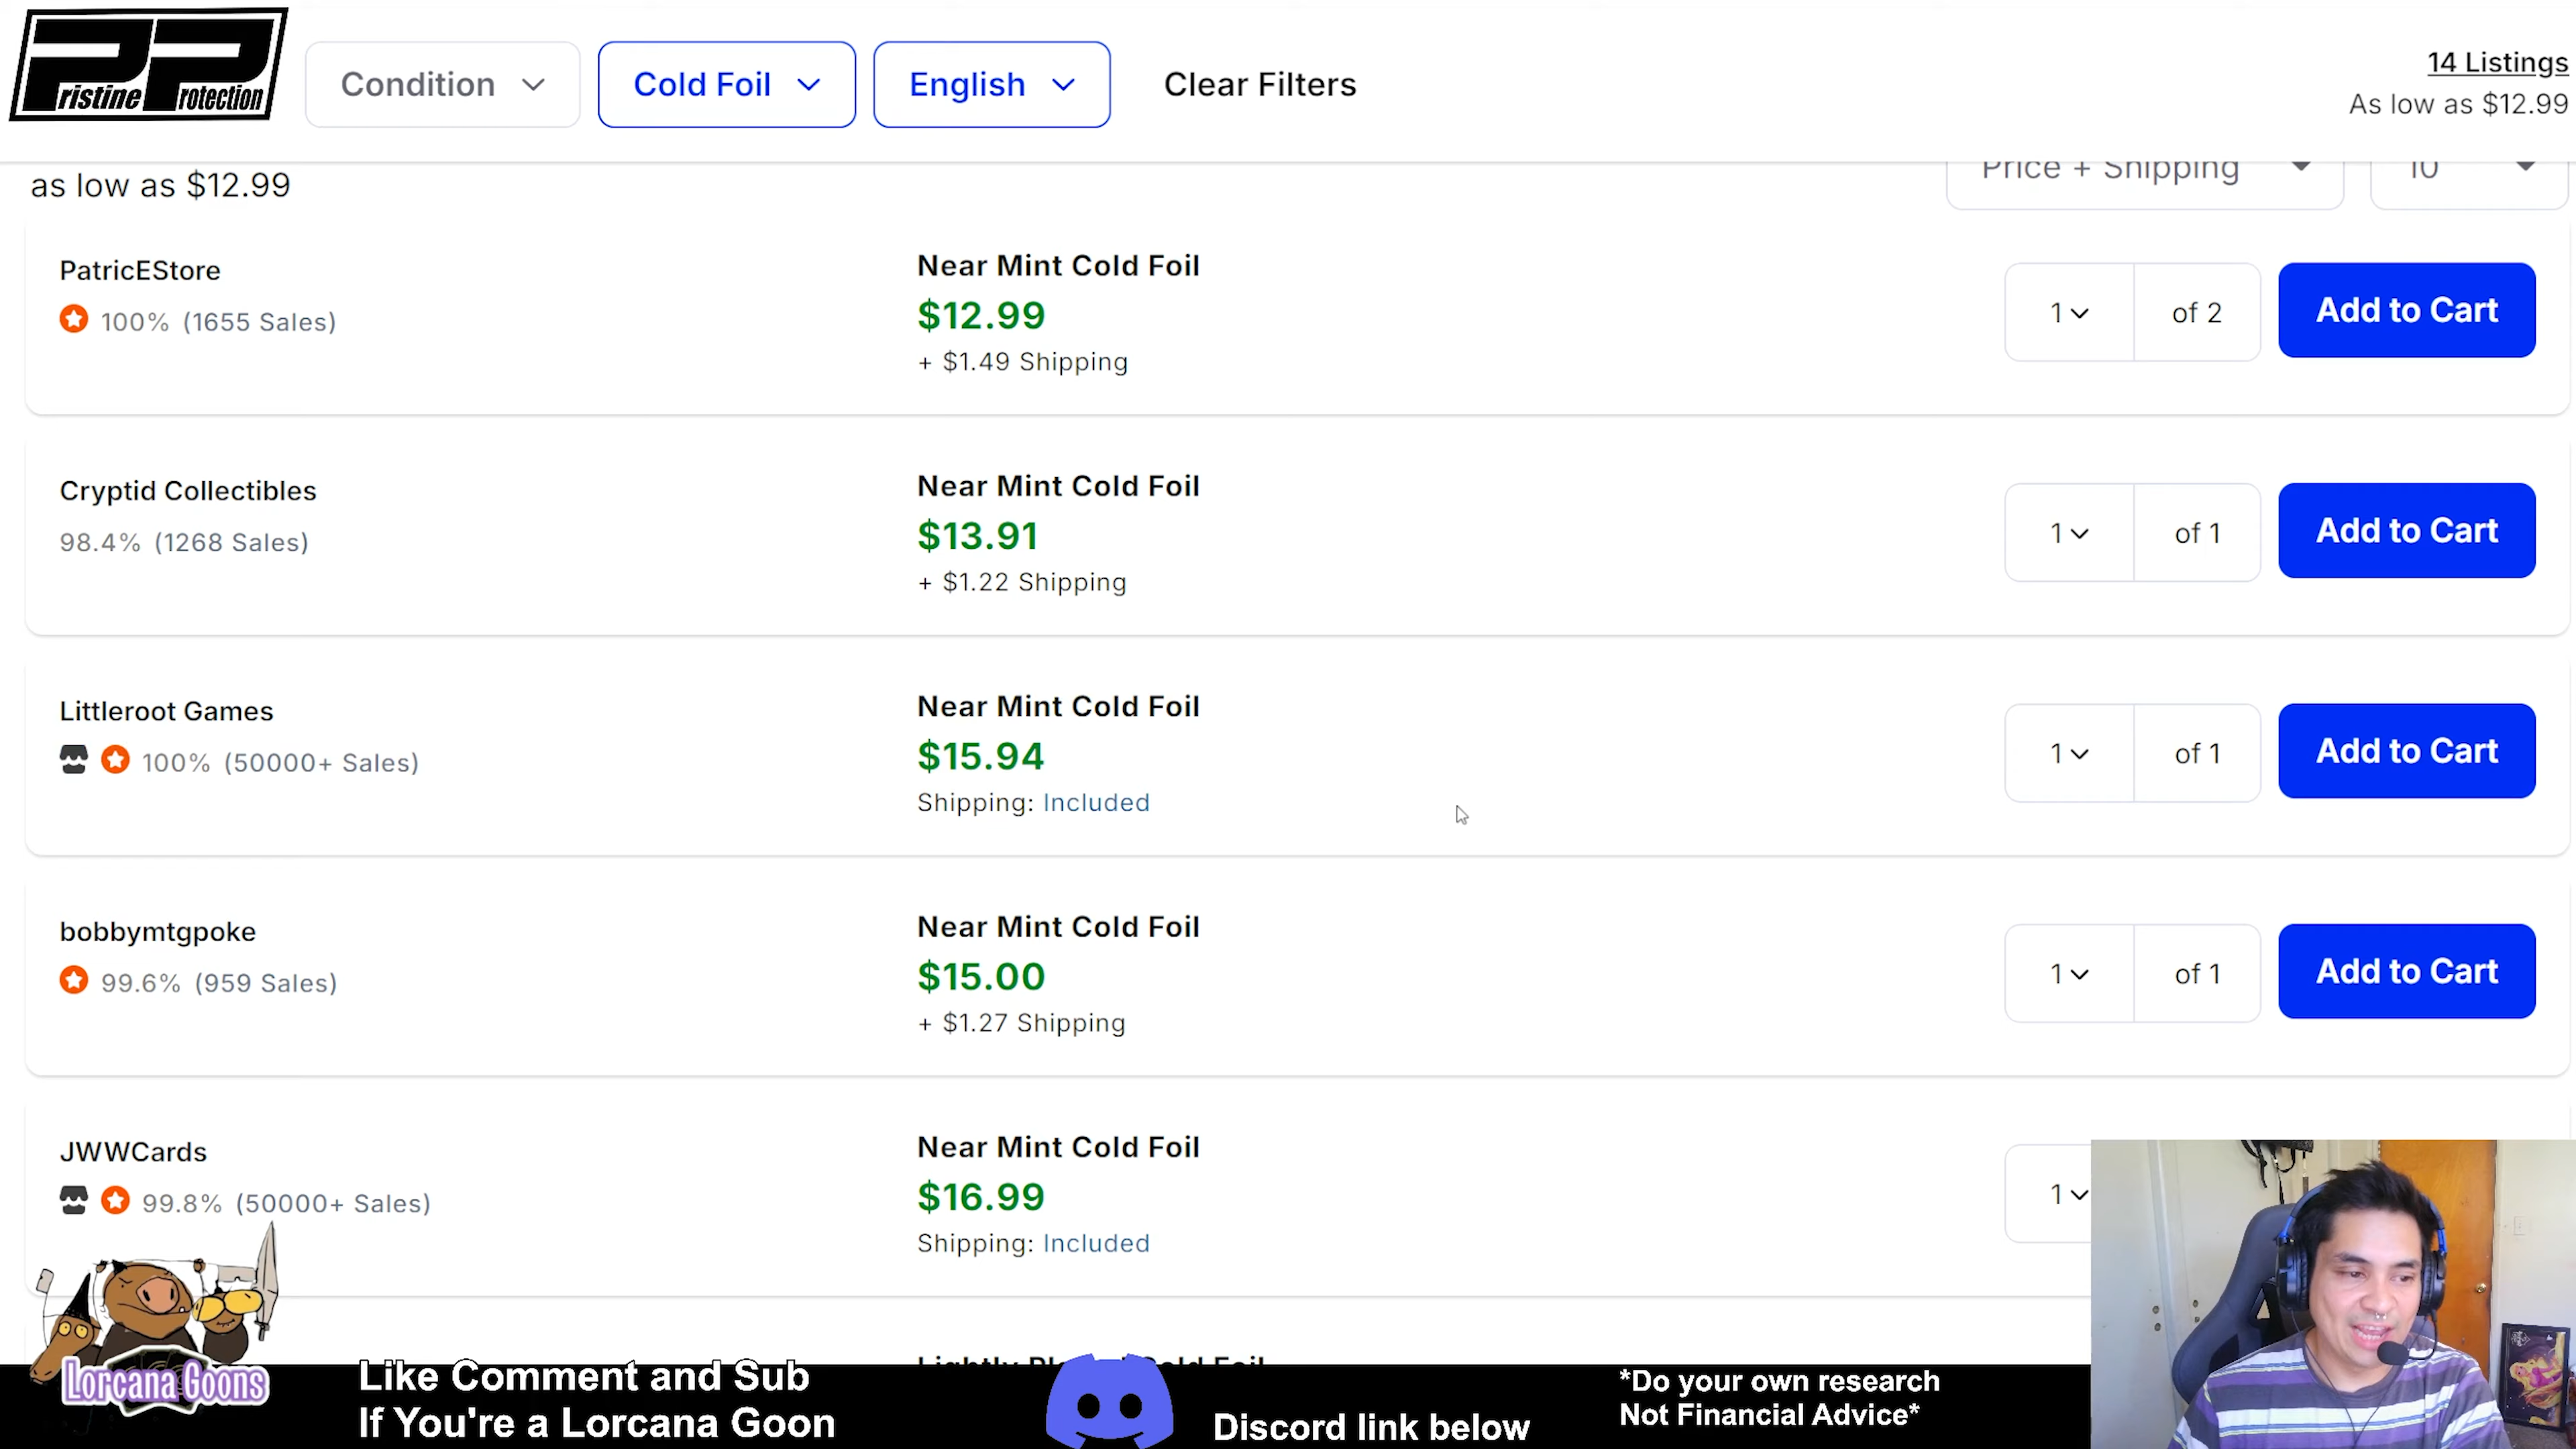 Pristine Protection
Condition
Cold Foil
English
Clear Filters
14 Listings
As low as $12.99
as low as $12.99
Price + Shipping
10
PatricEStore
100% (1655 Sales)
Near Mint Cold Foil
$12.99
+ $1.49 Shipping
1
of 2
Add to Cart
Cryptid Collectibles
98.4% (1268 Sales)
Near Mint Cold Foil
$13.91
+ $1.22 Shipping
1
of 1
Add to Cart
Littleroot Games
100% (50000+ Sales)
Near Mint Cold Foil
$15.94
Shipping: Included
1
of 1
Add to Cart
bobbymtgpoke
99.6% (959 Sales)
Near Mint Cold Foil
$15.00
+ $1.27 Shipping
1
of 1
Add to Cart
JWWCards
99.8% (50000+ Sales)
Near Mint Cold Foil
$16.99
Shipping: Included
1
Lorcana Goons
Like Comment and Sub
If You're a Lorcana Goon
Discord link below
*Do your own research
Not Financial Advice*